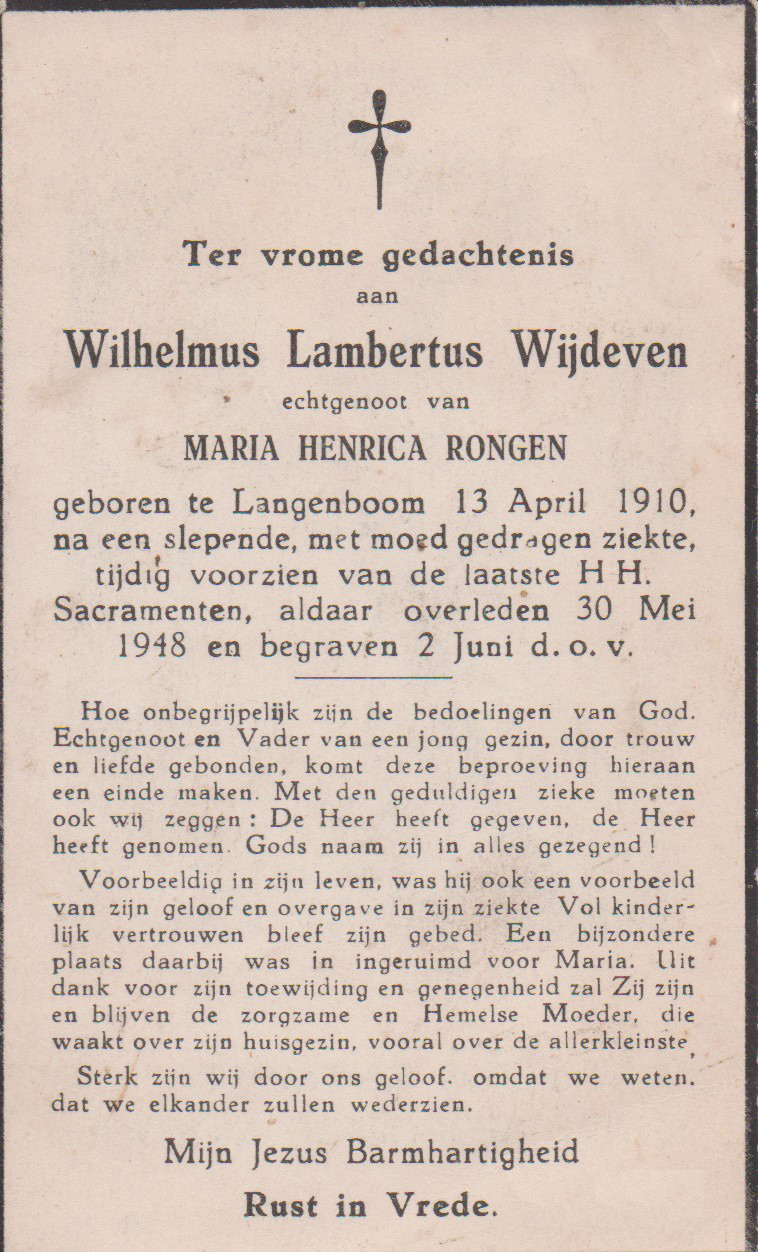 Ter vrome gedachtenis
aan
Wilhelmus Lambertus Wijdeven
echtgenoot van
MARIA HENRICA RONGEN
geboren te Langenboom 13 April 1910,
na een slepende, met moed gedragen ziekte,
tijdig voorzien van de laatste H H.
Sacramenten, aldaar overleden 30 Mei
1948 en begraven 2 Juni d. o. v.
Hoe onbegrijpelijk zijn de bedoelingen van God.
Echtgenoot en Vader van een jong gezin, door trouw
en liefde gebonden, komt deze beproeving hieraan
een einde maken. Met den geduldigen zieke moeten
ook wij zeggen : De Heer heeft gegeven, de Heer
heeft genomen. Gods naam zij in alles gezegend !
Voorbeeldig in zijn leven, was hij ook een voorbeeld
van zijn geloof en overgave in zijn ziekte Vol kinder-
lijk vertrouwen bleef zijn gebed. Een bijzondere
plaats daarbij was in ingeruimd voor Maria. Uit
dank voor zijn toewijding en genegenheid zal Zij zijn
en blijven de zorgzame en Hemelse Moeder, die
waakt over zijn huisgezin, vooral over de allerkleinste,
Sterk zijn wij door ons geloof. omdat we weten.
dat we elkander zullen wederzien.
Mijn Jezus Barmhartigheid
Rust in Vrede.